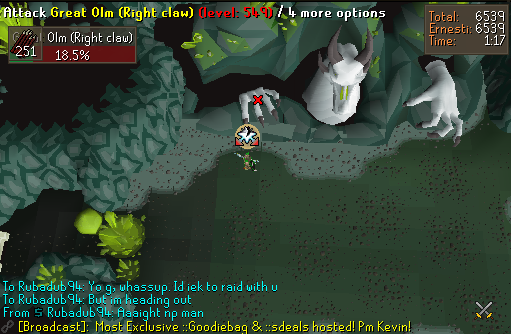 Attack Great Olm (Right claw) (level: 549) / 4 more options
Olm (Right claw)
251
18.5%
Total: 6539
Ernesti: 6539
Time: 1:17
To Rubadub94: Yo g, whassup. Id iek to raid with u
To Rubadub94: But im heading out
From S Rubadub94: Aaaight np man
[Broadcast]: Most Exclusive ::Goodiebag & ::sdeals hosted! Pm Kevin!